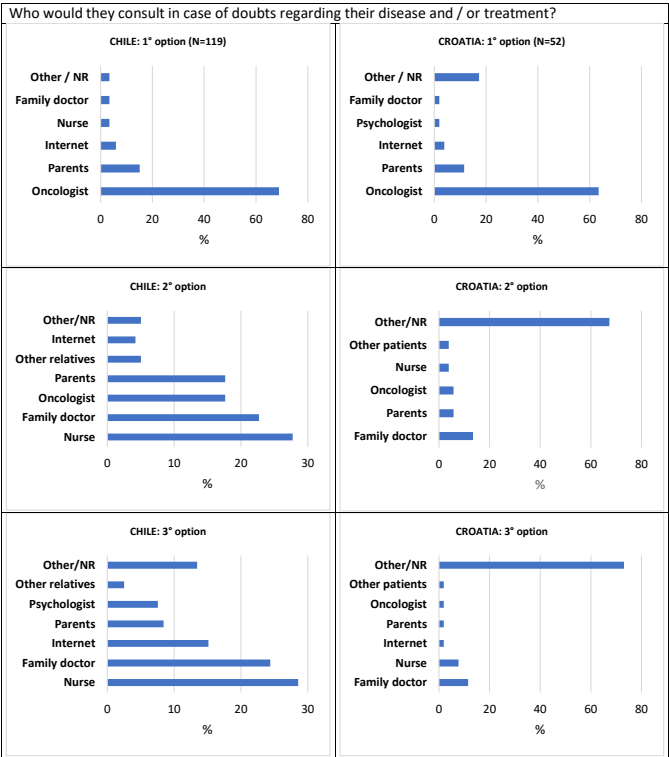 Who would they consult in case of doubts regarding their disease and / or treatment?
CHILE: 1° option (N=119)
Other / NR
Family doctor
Nurse
Internet
Parents
Oncologist
0 20 40 60 80
%
CROATIA: 1° option (N=52)
Other / NR
Family doctor
Psychologist
Internet
Parents
Oncologist
0 20 40 60 80
%
CHILE: 2° option
Other/NR
Internet
Other relatives
Parents
Oncologist
Family doctor
Nurse
0 10 20 30
%
CROATIA: 2° option
Other/NR
Other patients
Nurse
Oncologist
Parents
Family doctor
0 20 40 60 80
%
CHILE: 3° option
Other/NR
Other relatives
Psychologist
Parents
Internet
Family doctor
Nurse
0 10 20 30
%
CROATIA: 3° option
Other/NR
Other patients
Oncologist
Parents
Internet
Nurse
Family doctor
0 20 40 60 80
%